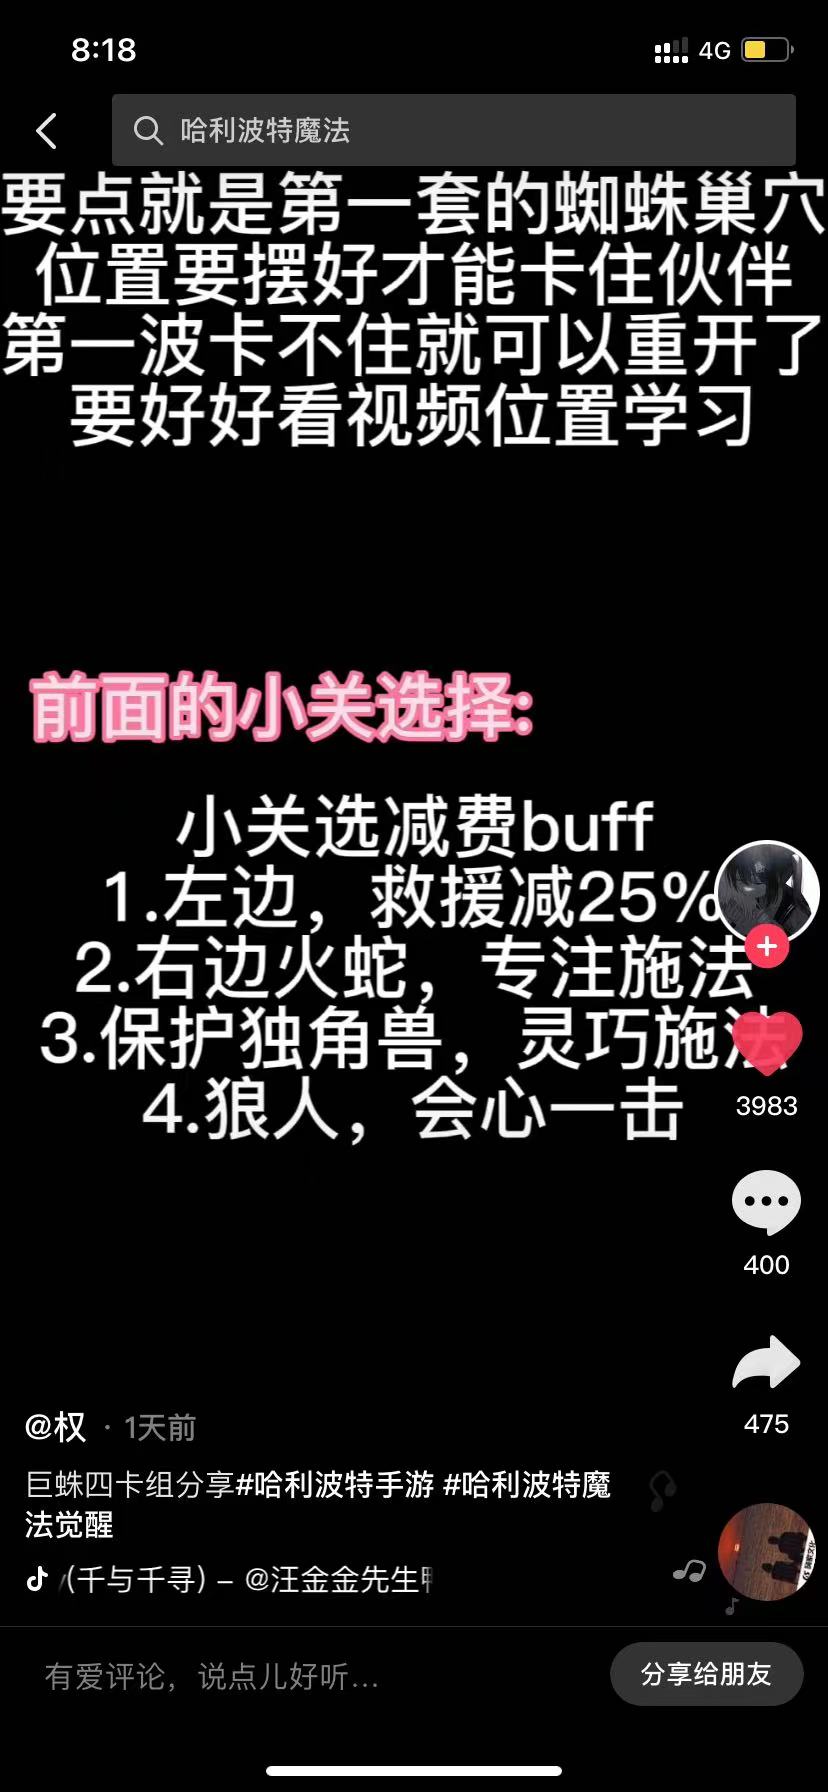 8:18
4G
哈利波特魔法
要点就是第一套的蜘蛛巢穴
位置要摆好才能卡住伙伴
第一波卡不住就可以重开了
要好好看视频位置学习
前面的小关选择:
小关选减费buff
1.左边，救援减25%
2.右边火蛇，专注施法
3.保护独角兽，灵巧施法
4.狼人，会心一击
3983
400
475
@权 · 1天前
巨蛛四卡组分享#哈利波特手游 #哈利波特魔
法觉醒
(千与千寻) – @汪金金先生
有爱评论，说点儿好听...
分享给朋友